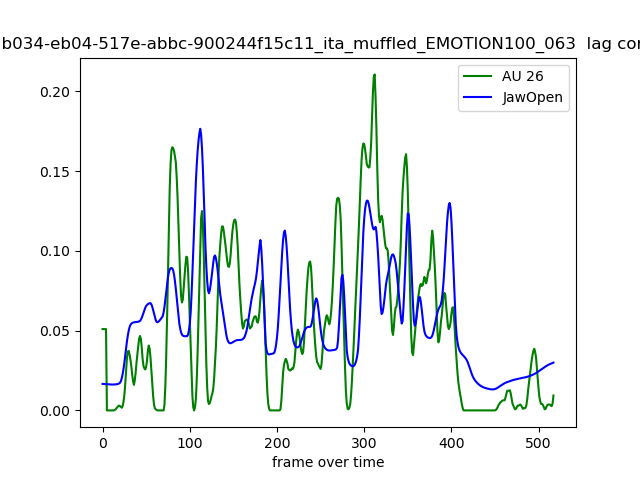 b034-eb04-517e-abbc-900244f15c11_ita_muffled_EMOTION100_063 lag
AU 26
JawOpen
0.20
0.15
0.10
0.05
0.00
0 100 200 300 400 500
frame over time